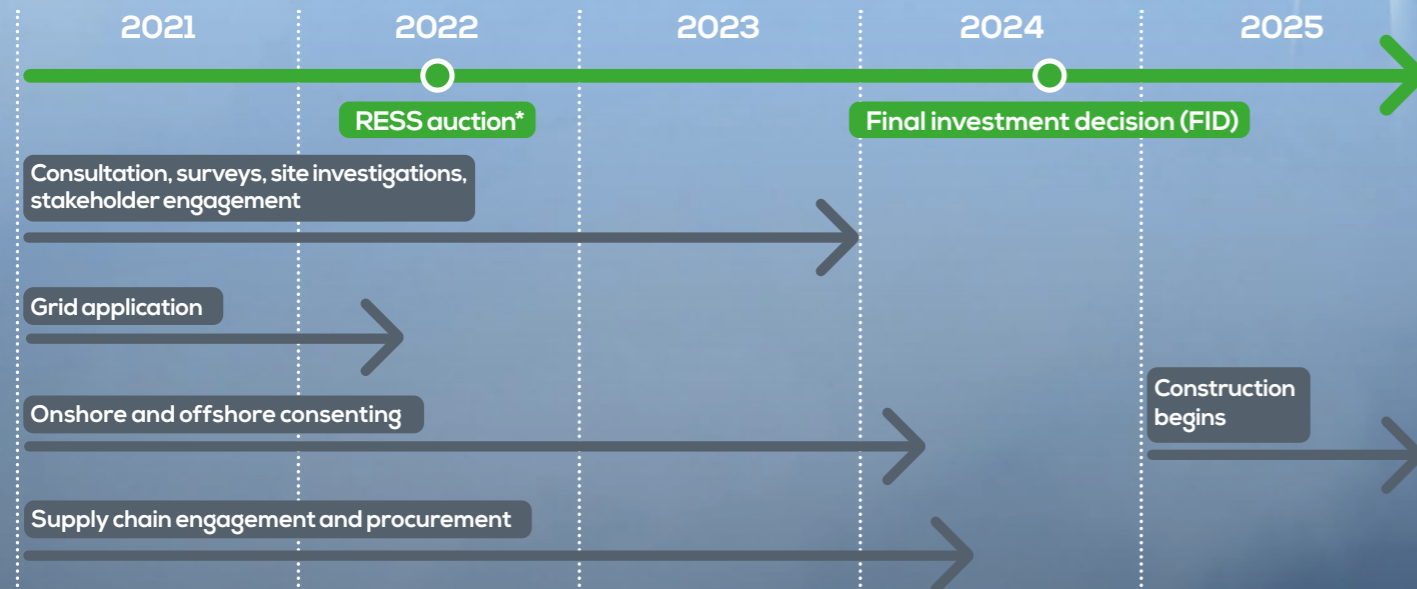 2021 2022 2023 2024 2025
RESS auction*
Final investment decision (FID)
Consultation, surveys, site investigations,
stakeholder engagement
Grid application
Onshore and offshore consenting
Construction
begins
Supply chain engagement and procurement